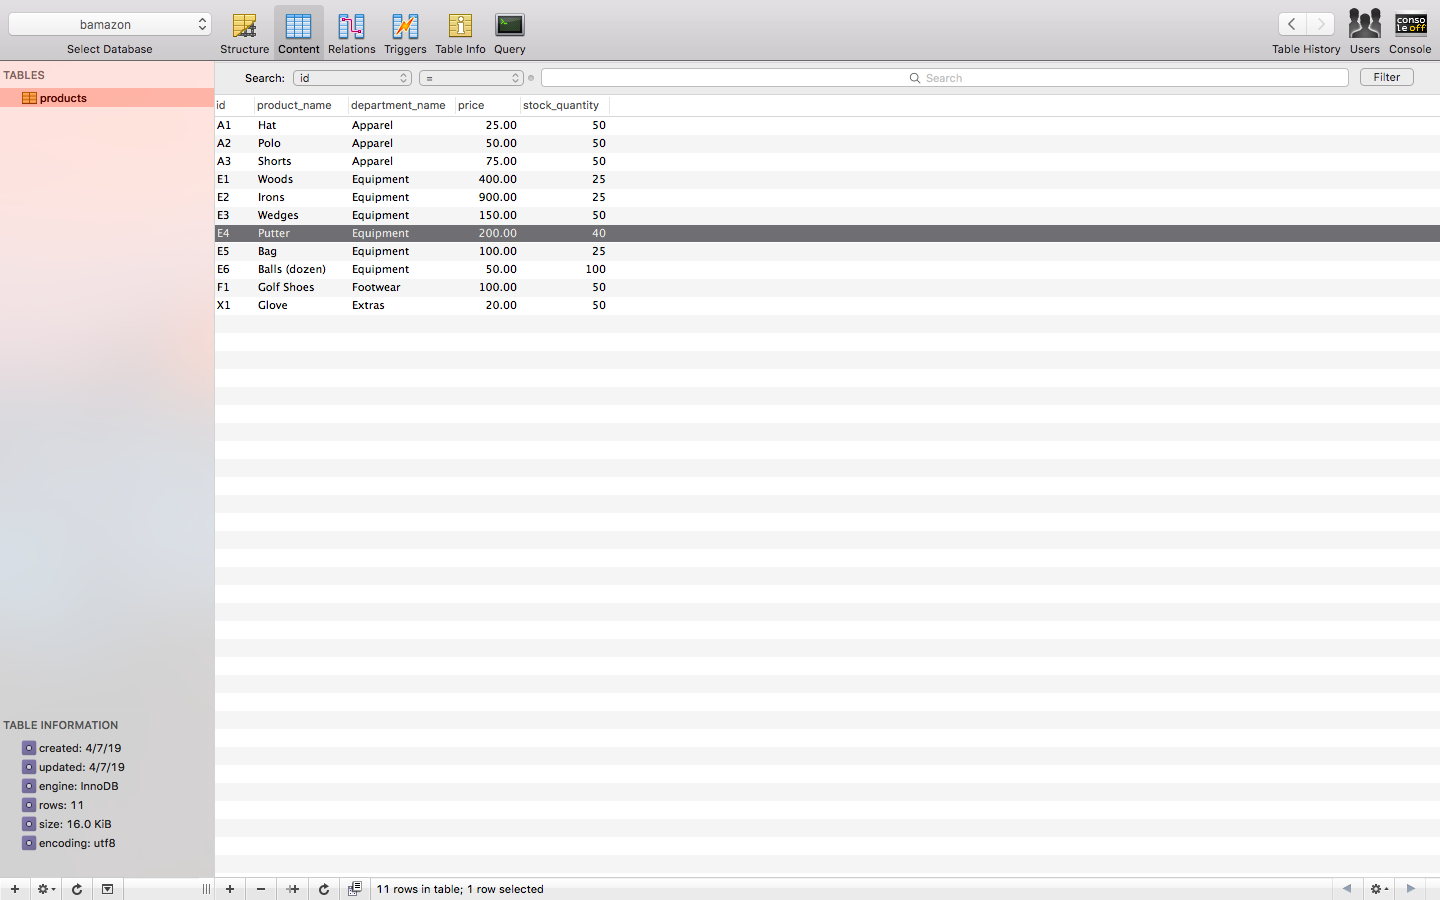 bamazon
Select Database
Structure
Content
Relations
Triggers
Table Info
Query
Table History
Users
conso
leoff
Console
TABLES
products
Search: id = Search Filter
id product_name department_name price stock_quantity
A1 Hat Apparel 25.00 50
A2 Polo Apparel 50.00 50
A3 Shorts Apparel 75.00 50
E1 Woods Equipment 400.00 25
E2 Irons Equipment 900.00 25
E3 Wedges Equipment 150.00 50
E4 Putter Equipment 200.00 40
E5 Bag Equipment 100.00 25
E6 Balls (dozen) Equipment 50.00 100
F1 Golf Shoes Footwear 100.00 50
X1 Glove Extras 20.00 50
TABLE INFORMATION
created: 4/7/19
updated: 4/7/19
engine: InnoDB
rows: 11
size: 16.0 KiB
encoding: utf8
11 rows in table; 1 row selected